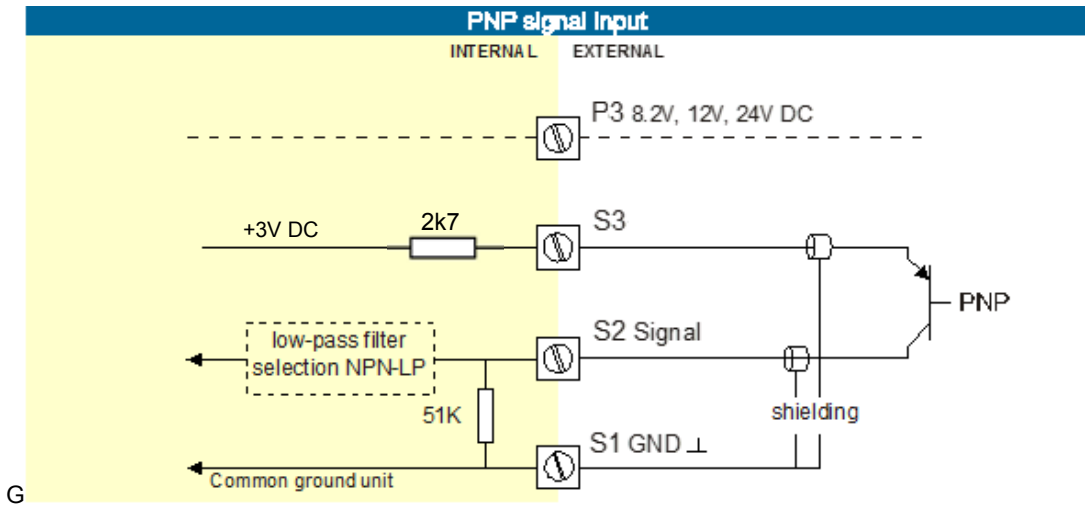 PNP signal input
INTERNAL EXTERNAL
P3 8.2V, 12V, 24V DC
+3V DC 2k7 S3
PNP
low-pass filter
selection NPN-LP
S2 Signal
51K
shielding
S1 GND ⊥
Common ground unit
G